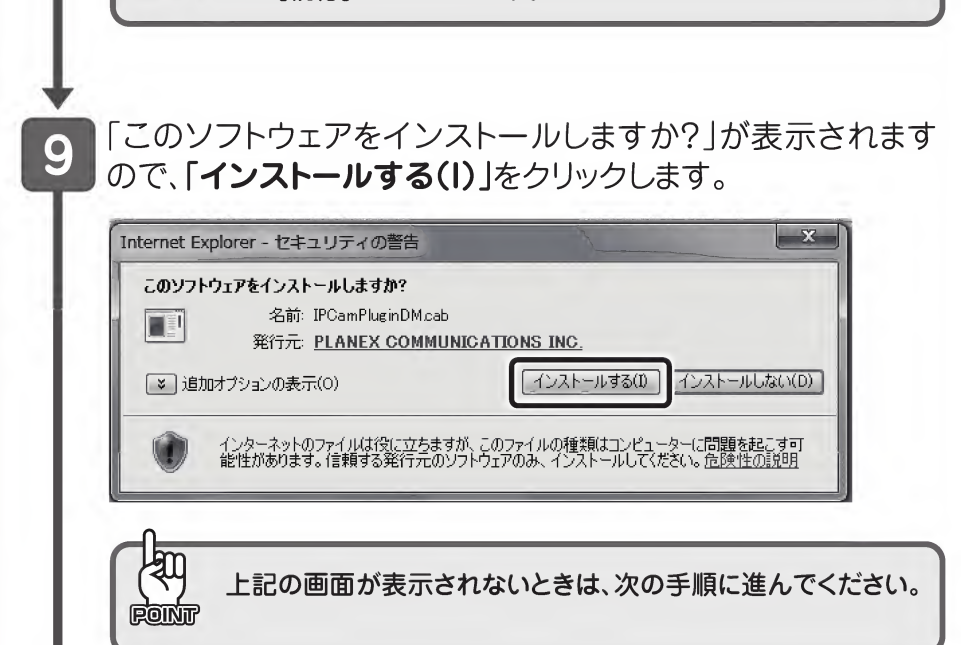 9
「このソフトウェアをインストールしますか?」が表示されます
ので、「インストールする(I)」をクリックします。
Internet Explorer - セキュリティの警告
このソフトウェアをインストールしますか?
名前: IPCamPluginDM.cab
発行元: PLANEX COMMUNICATIONS INC.
追加オプションの表示(O)
インストールする(I)
インストールしない(D)
インターネットのファイルは役に立ちますが、このファイルの種類はコンピューターに問題を起こす可
能性があります。信頼する発行元のソフトウェアのみ、インストールしてください。危険性の説明
POINT
上記の画面が表示されないときは、次の手順に進んでください。